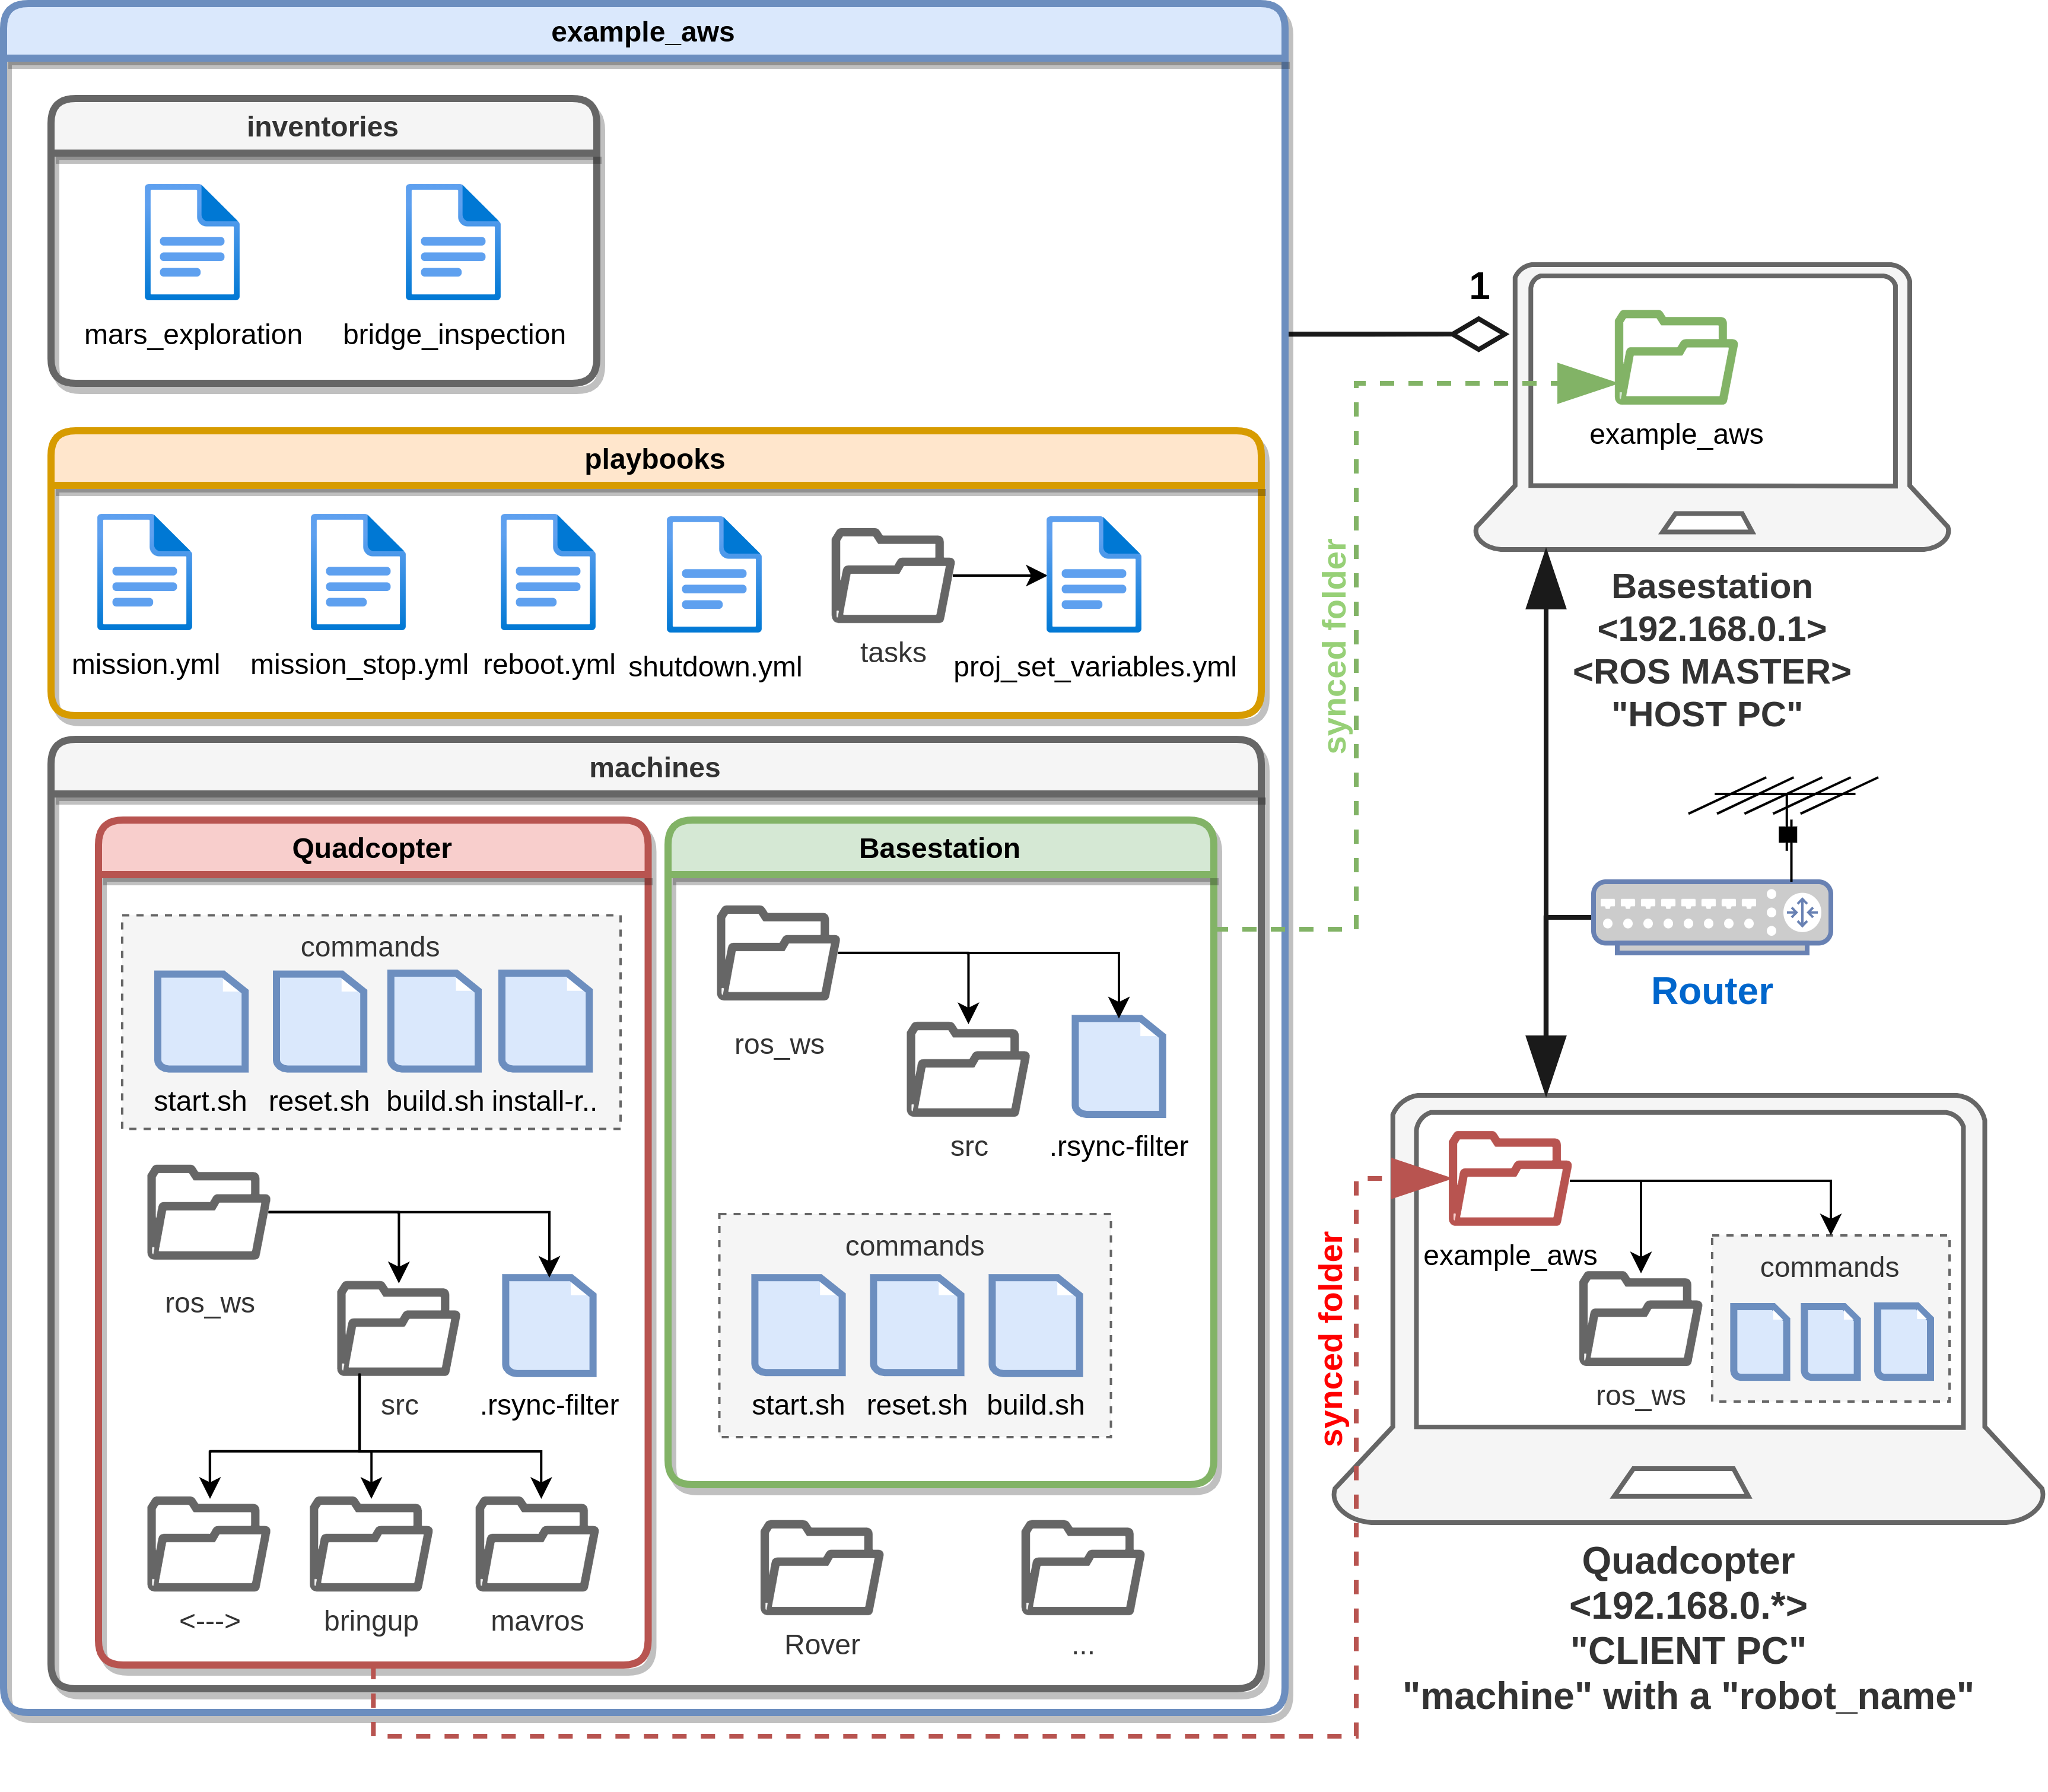 example_aws
inventories
mars_exploration
bridge_inspection
playbooks
mission.yml
mission_stop.yml
reboot.yml
shutdown.yml
tasks
proj_set_variables.yml
machines
Quadcopter
commands
start.sh
reset.sh
build.sh
install-r..
ros_ws
src
.rsync-filter
<--->
bringup
mavros
Basestation
ros_ws
src
.rsync-filter
commands
start.sh
reset.sh
build.sh
Rover
...
synced folder
synced folder
1
example_aws
Basestation
<192.168.0.1>
<ROS MASTER>
"HOST PC"
Router
example_aws
ros_ws
commands
Quadcopter
<192.168.0.*>
"CLIENT PC"
"machine" with a "robot_name"